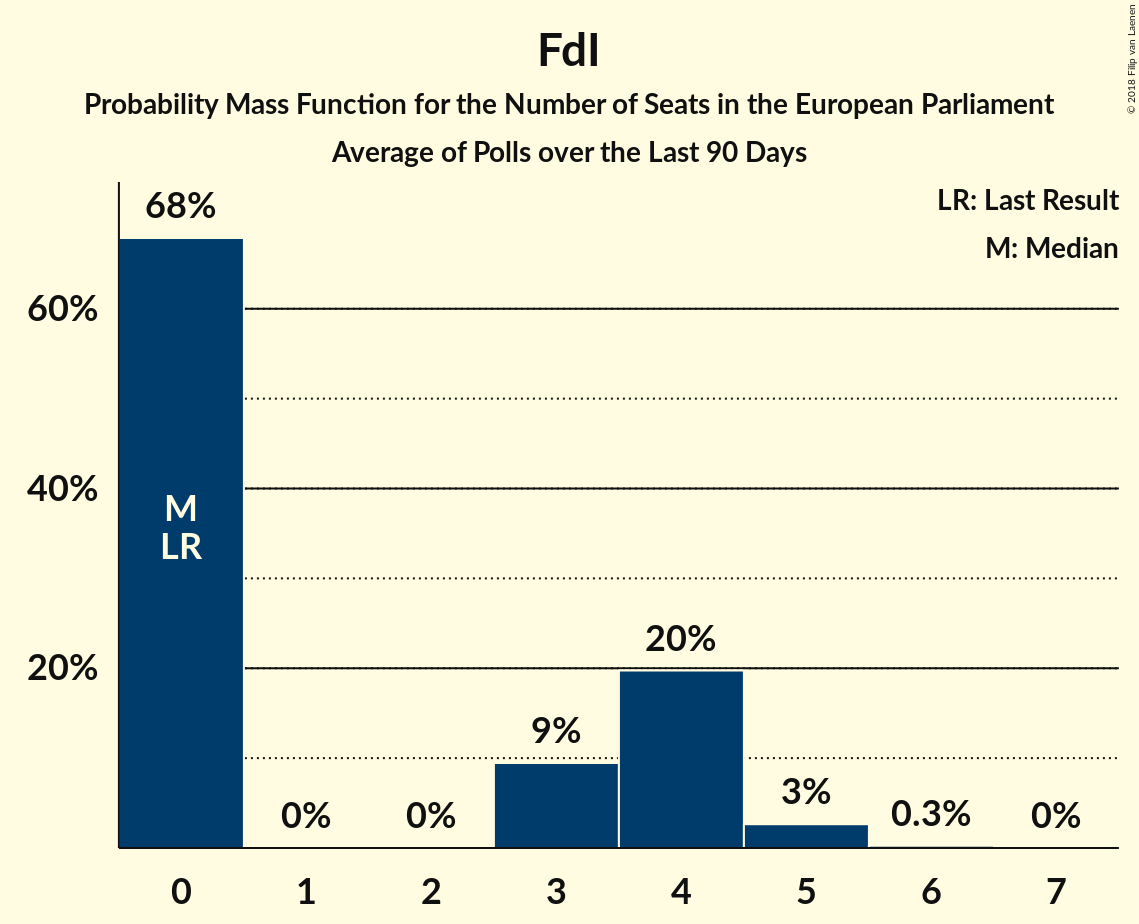 FdI
Probability Mass Function for the Number of Seats in the European Parliament
Average of Polls over the Last 90 Days
© 2018 Filip van Laenen
LR: Last Result
M: Median
68%
60%
40%
20%
M
LR
0%
0%
9%
20%
3%
0.3%
0%
0
1
2
3
4
5
6
7